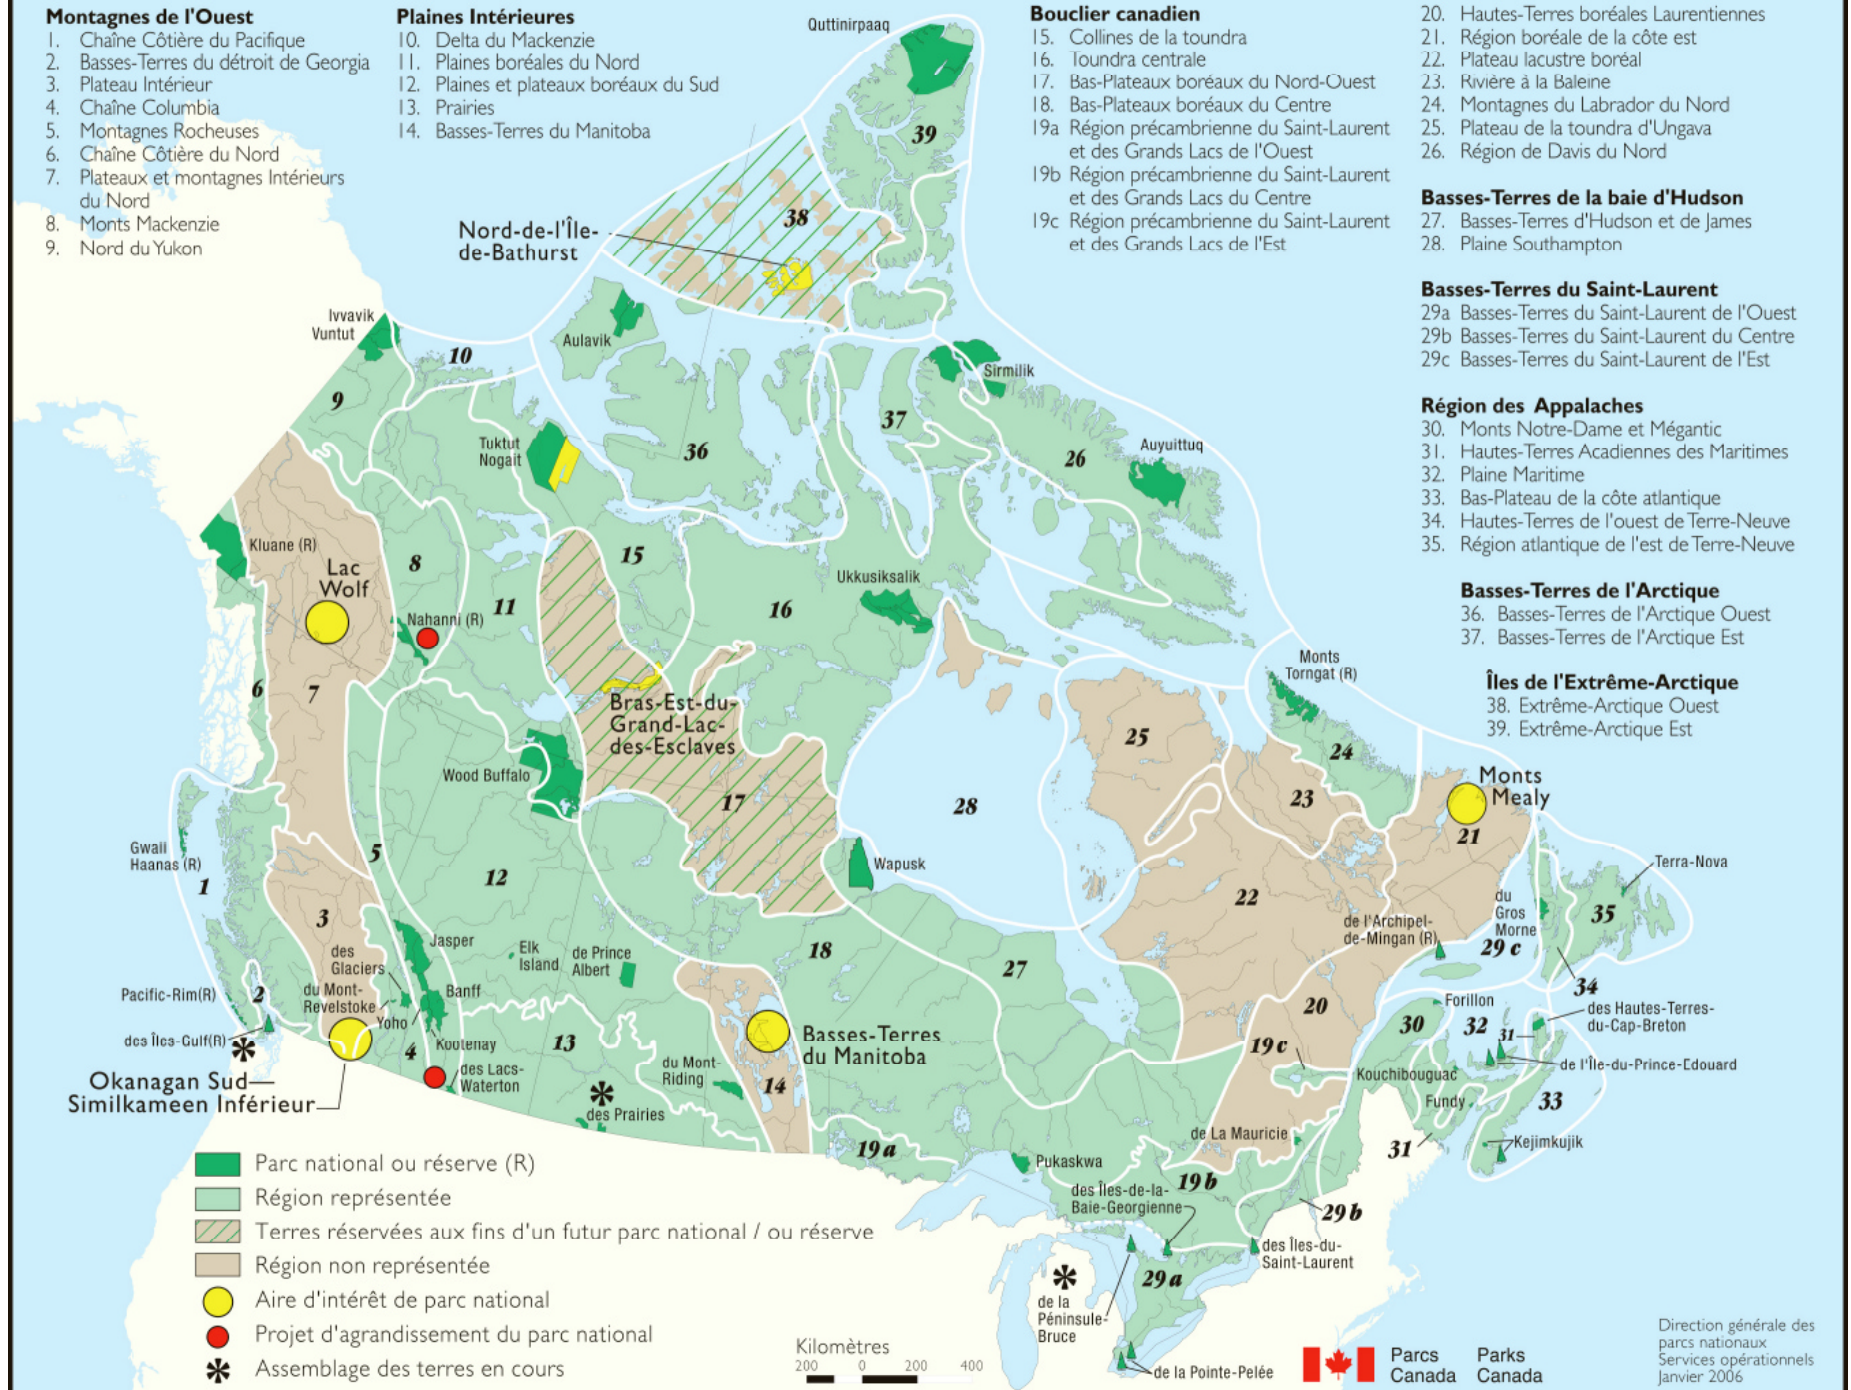 Montagnes de l'Ouest
1. Chaîne Côtière du Pacifique
2. Basses-Terres du détroit de Georgia
3. Plateau Intérieur
4. Chaîne Columbia
5. Montagnes Rocheuses
6. Chaîne Côtière du Nord
7. Plateaux et montagnes Intérieurs
du Nord
8. Monts Mackenzie
9. Nord du Yukon
Plaines Intérieures
10. Delta du Mackenzie
11. Plaines boréales du Nord
12. Plaines et plateaux boréaux du Sud
13. Prairies
14. Basses-Terres du Manitoba
Bouclier canadien
15. Collines de la toundra
16. Toundra centrale
17. Bas-Plateaux boréaux du Nord-Ouest
18. Bas-Plateaux boréaux du Centre
19a Région précambrienne du Saint-Laurent
et des Grands Lacs de l'Ouest
19b Région précambrienne du Saint-Laurent
et des Grands Lacs du Centre
19c Région précambrienne du Saint-Laurent
et des Grands Lacs de l'Est
20. Hautes-Terres boréales Laurentiennes
21. Région boréale de la côte est
22. Plateau lacustre boréal
23. Rivière à la Baleine
24. Montagnes du Labrador du Nord
25. Plateau de la toundra d'Ungava
26. Région de Davis du Nord
Basses-Terres de la baie d'Hudson
27. Basses-Terres d'Hudson et de James
28. Plaine Southampton
Basses-Terres du Saint-Laurent
29a Basses-Terres du Saint-Laurent de l'Ouest
29b Basses-Terres du Saint-Laurent du Centre
29c Basses-Terres du Saint-Laurent de l'Est
Région des Appalaches
30. Monts Notre-Dame et Mégantic
31. Hautes-Terres Acadiennes des Maritimes
32. Plaine Maritime
33. Bas-Plateau de la côte atlantique
34. Hautes-Terres de l'ouest de Terre-Neuve
35. Région atlantique de l'est de Terre-Neuve
Basses-Terres de l'Arctique
36. Basses-Terres de l'Arctique Ouest
37. Basses-Terres de l'Arctique Est
Îles de l'Extrême-Arctique
38. Extrême-Arctique Ouest
39. Extrême-Arctique Est
Quttinirpaaq
39
38
Nord-de-l'Île-
de-Bathurst
Ivvavik
Vuntut
10
Aulavik
Sirmilik
9
37
Tuktut
Nogait
36
26
Auyuittuq
Kluane (R)
Lac
Wolf
8
15
11
16
Ukkusiksalik
Nahanni (R)
6
7
Bras-Est-du-
Grand-Lac-
des-Esclaves
Monts
Torngat (R)
25
24
Wood Buffalo
17
28
23
Monts
Mealy
21
Gwaii
Haanas (R)
1
5
12
Wapusk
22
Terra-Nova
3
du
Gros
Morne
35
de l'Archipel-
de-Mingan (R)
29 c
des
Glaciers
Jasper
Elk
Island
de Prince
Albert
18
27
34
Pacific-Rim(R)
2
du Mont-
Revelstoke
Banff
Yoho
20
Forillon
30
32
31
des Hautes-Terres-
du-Cap-Breton
des Îles-Gulf(R)
4
Kootenay
13
Basses-Terres
du Manitoba
19 c
de l'Île-du-Prince-Edouard
Okanagan Sud
Similkameen Inférieur
des Lacs-
Waterton
du Mont-
Riding
14
Kouchibouguac
Fundy
33
des Prairies
19 a
de La Mauricie
31
Kejimkujik
Pukaskwa
19 b
des Îles-de-la-
Baie-Georgienne
29 b
des Îles-du-
Saint-Laurent
29 a
de la
Péninsule-
Bruce
de la Pointe-Pelée
Parc national ou réserve (R)
Région représentée
Terres réservées aux fins d'un futur parc national / ou réserve
Région non représentée
Aire d'intérêt de parc national
Projet d'agrandissement du parc national
Assemblage des terres en cours
Kilomètres
200 0 200 400
Parcs Parks
Canada Canada
Direction générale des
parcs nationaux
Services opérationnels
Janvier 2006